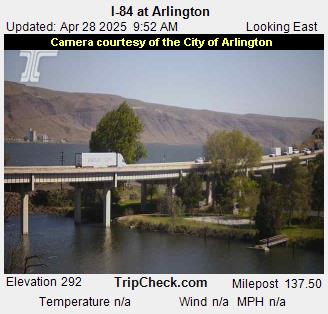 I-84 at Arlington
Updated: Apr 28 2025 9:52 AM Looking East
Camera courtesy of the City of Arlington
Elevation 292 TripCheck.com Milepost 137.50
Temperature n/a Wind n/a MPH n/a